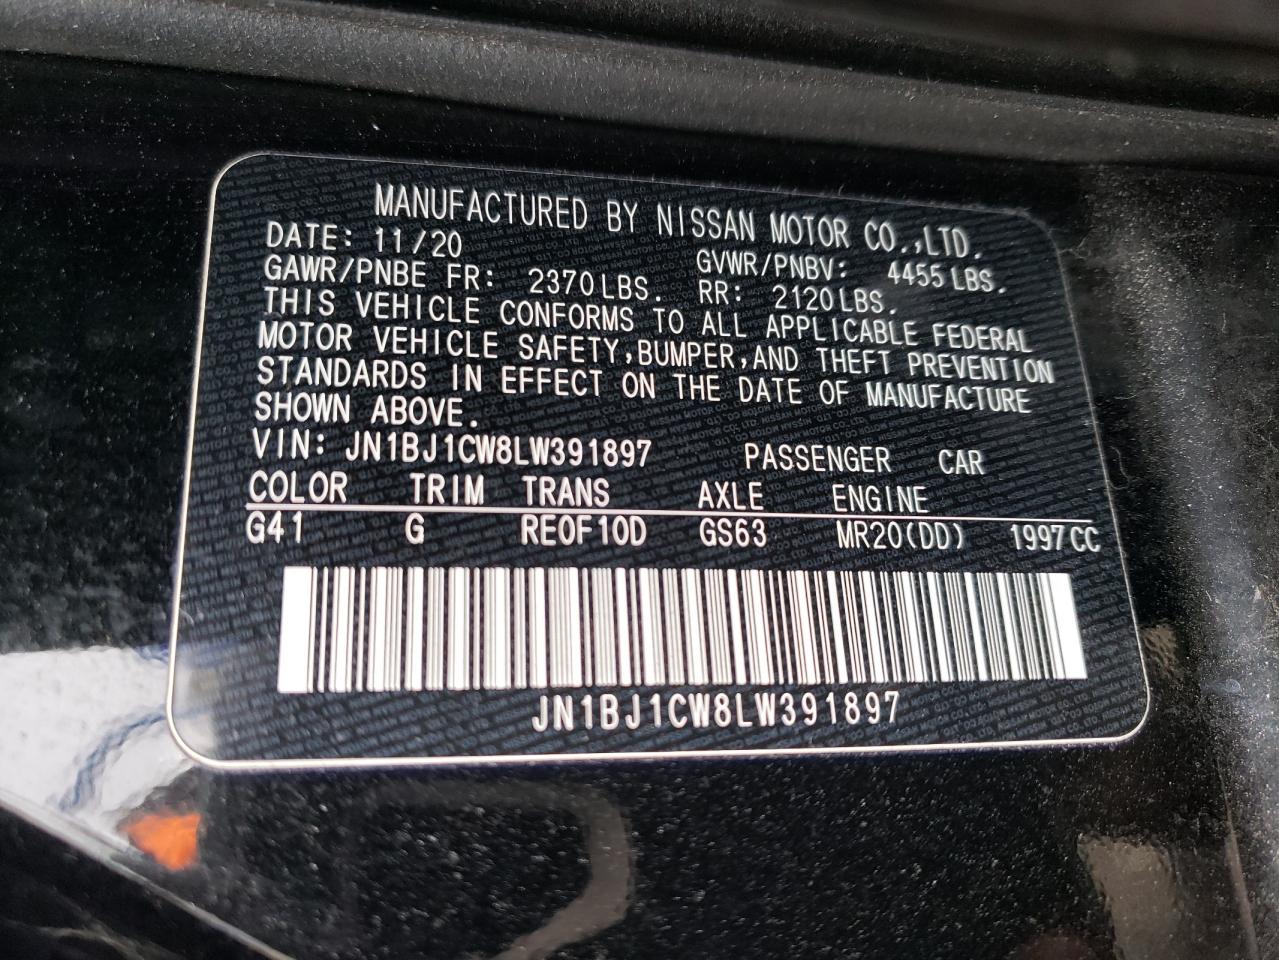 MANUFACTURED BY NISSAN MOTOR CO.,LTD.
DATE: 11/20 GVWR/PNBV: 4455LBS.
GAWR/PNBE FR: 2370LBS. RR: 2120LBS.
THIS VEHICLE CONFORMS TO ALL APPLICABLE FEDERAL
MOTOR VEHICLE SAFETY,BUMPER,AND THEFT PREVENTION
STANDARDS IN EFFECT ON THE DATE OF MANUFACTURE
SHOWN ABOVE.
VIN: JN1BJ1CW8LW391897 PASSENGER CAR
COLOR TRIM TRANS AXLE ENGINE
G41 G RE0F10D GS63 MR20(DD) 1997CC
JN1BJ1CW8LW391897